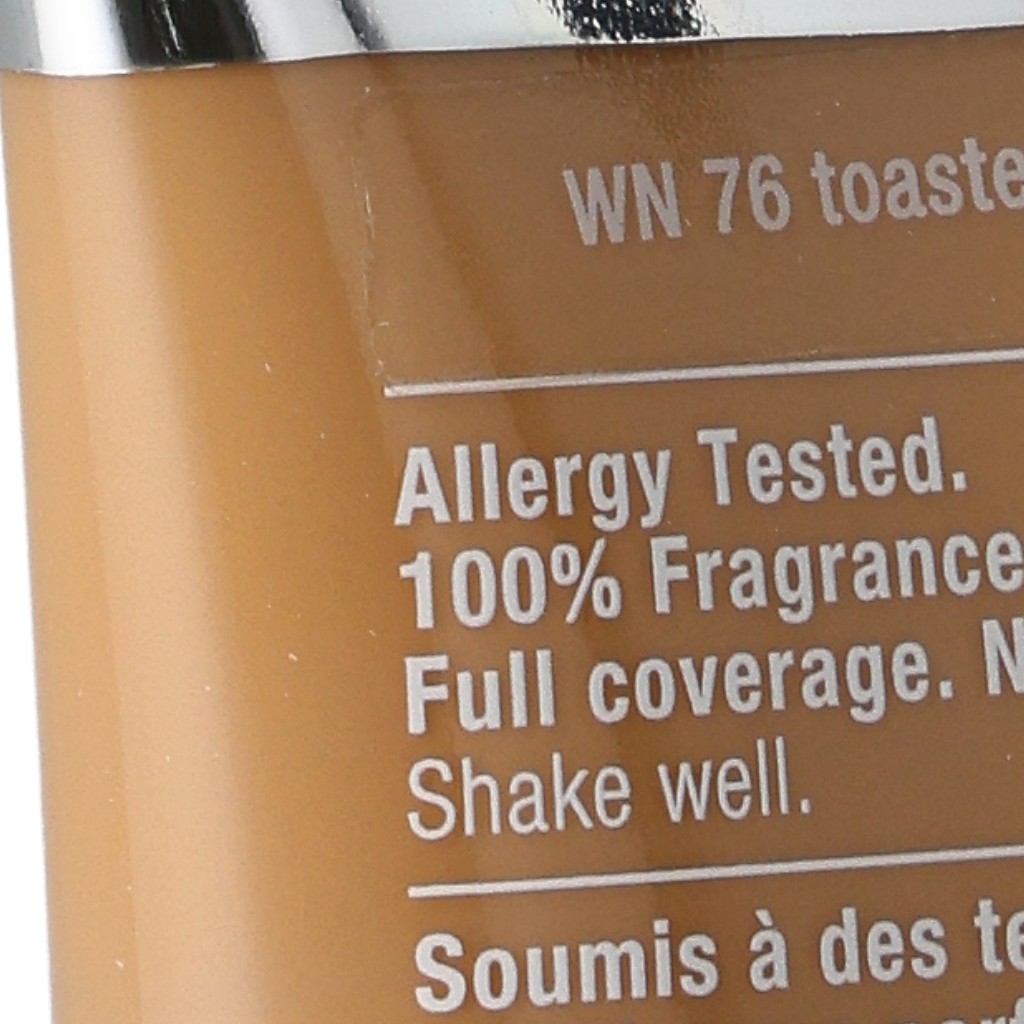 WN 76 toaste
Allergy Tested.
100% Fragrance
Full coverage. N
Shake well.
Soumis à des te